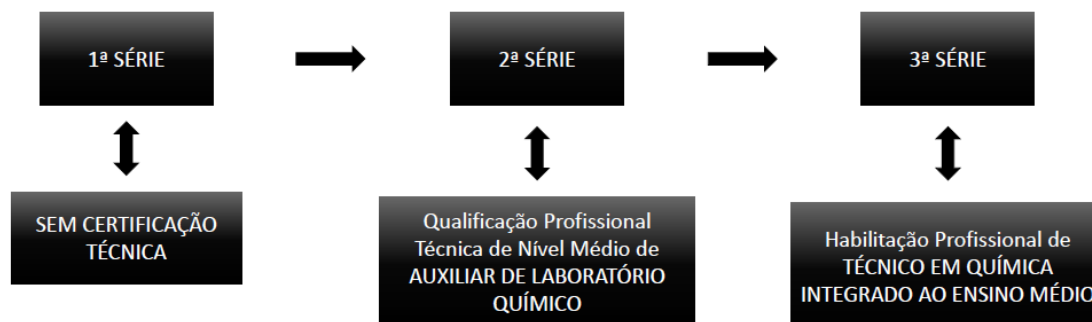 1ª SÉRIE
2ª SÉRIE
3ª SÉRIE
SEM CERTIFICAÇÃO
TÉCNICA
Qualificação Profissional
Técnica de Nível Médio de
AUXILIAR DE LABORATÓRIO
QUÍMICO
Habilitação Profissional de
TÉCNICO EM QUÍMICA
INTEGRADO AO ENSINO MÉDIO